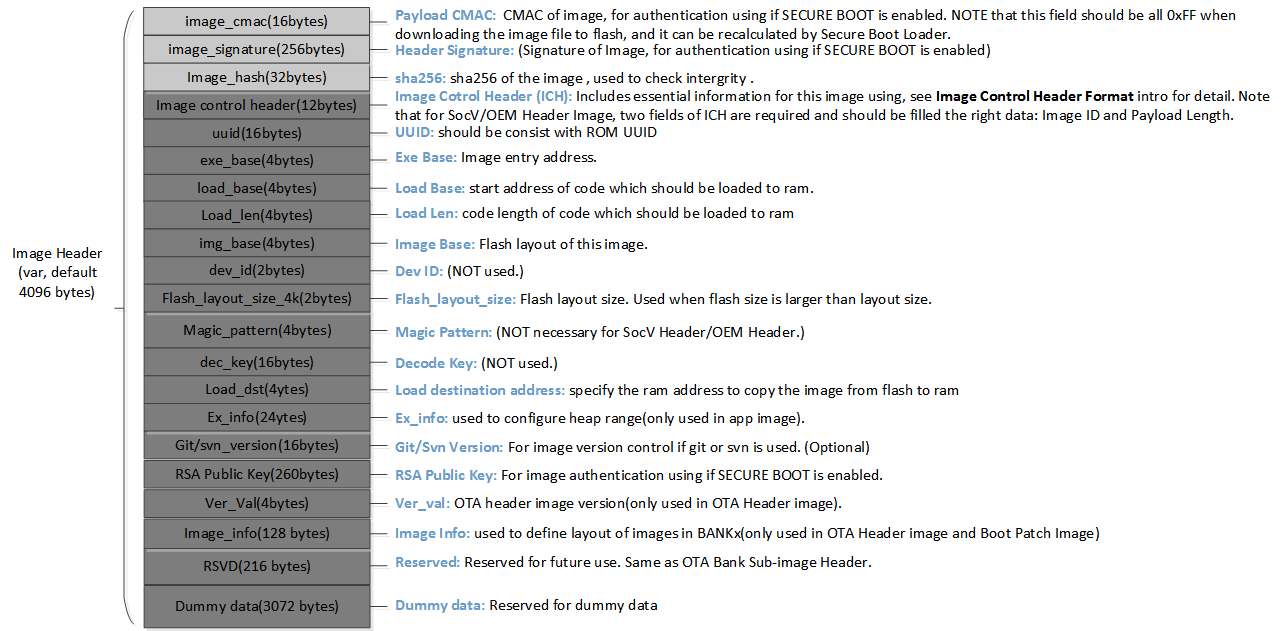 image_cmac(16bytes)
Payload CMAC: CMAC of image, for authentication using if SECURE BOOT is enabled. NOTE that this field should be all 0xFF when
downloading the image file to flash, and it can be recalculated by Secure Boot Loader.
image_signature(256bytes)
Header Signature: (Signature of Image, for authentication using if SECURE BOOT is enabled)
Image_hash(32bytes)
sha256: sha256 of the image , used to check intergrity .
Image control header(12bytes)
Image Cotrol Header (ICH): Includes essential information for this image using, see Image Control Header Format intro for detail. Note
that for SocV/OEM Header Image, two fields of ICH are required and should be filled the right data: Image ID and Payload Length.
uuid(16bytes)
UUID: should be consist with ROM UUID
exe_base(4bytes)
Exe Base: Image entry address.
load_base(4bytes)
Load Base: start address of code which should be loaded to ram.
Load_len(4bytes)
Load Len: code length of code which should be loaded to ram
img_base(4bytes)
Image Base: Flash layout of this image.
Image Header
(var, default
4096 bytes)
dev_id(2bytes)
Dev ID: (NOT used.)
Flash_layout_size_4k(2bytes)
Flash_layout_size: Flash layout size. Used when flash size is larger than layout size.
Magic_pattern(4bytes)
Magic Pattern: (NOT necessary for SocV Header/OEM Header.)
dec_key(16bytes)
Decode Key: (NOT used.)
Load_dst(4ytes)
Load destination address: specify the ram address to copy the image from flash to ram
Ex_info(24ytes)
Ex_info: used to configure heap range(only used in app image).
Git/svn_version(16bytes)
Git/Svn Version: For image version control if git or svn is used. (Optional)
RSA Public Key(260bytes)
RSA Public Key: For image authentication using if SECURE BOOT is enabled.
Ver_Val(4bytes)
Ver_val: OTA header image version(only used in OTA Header image).
Image_info(128 bytes)
Image Info: used to define layout of images in BANKx(only used in OTA Header image and Boot Patch Image)
RSVD(216 bytes)
Reserved: Reserved for future use. Same as OTA Bank Sub-image Header.
Dummy data(3072 bytes)
Dummy data: Reserved for dummy data